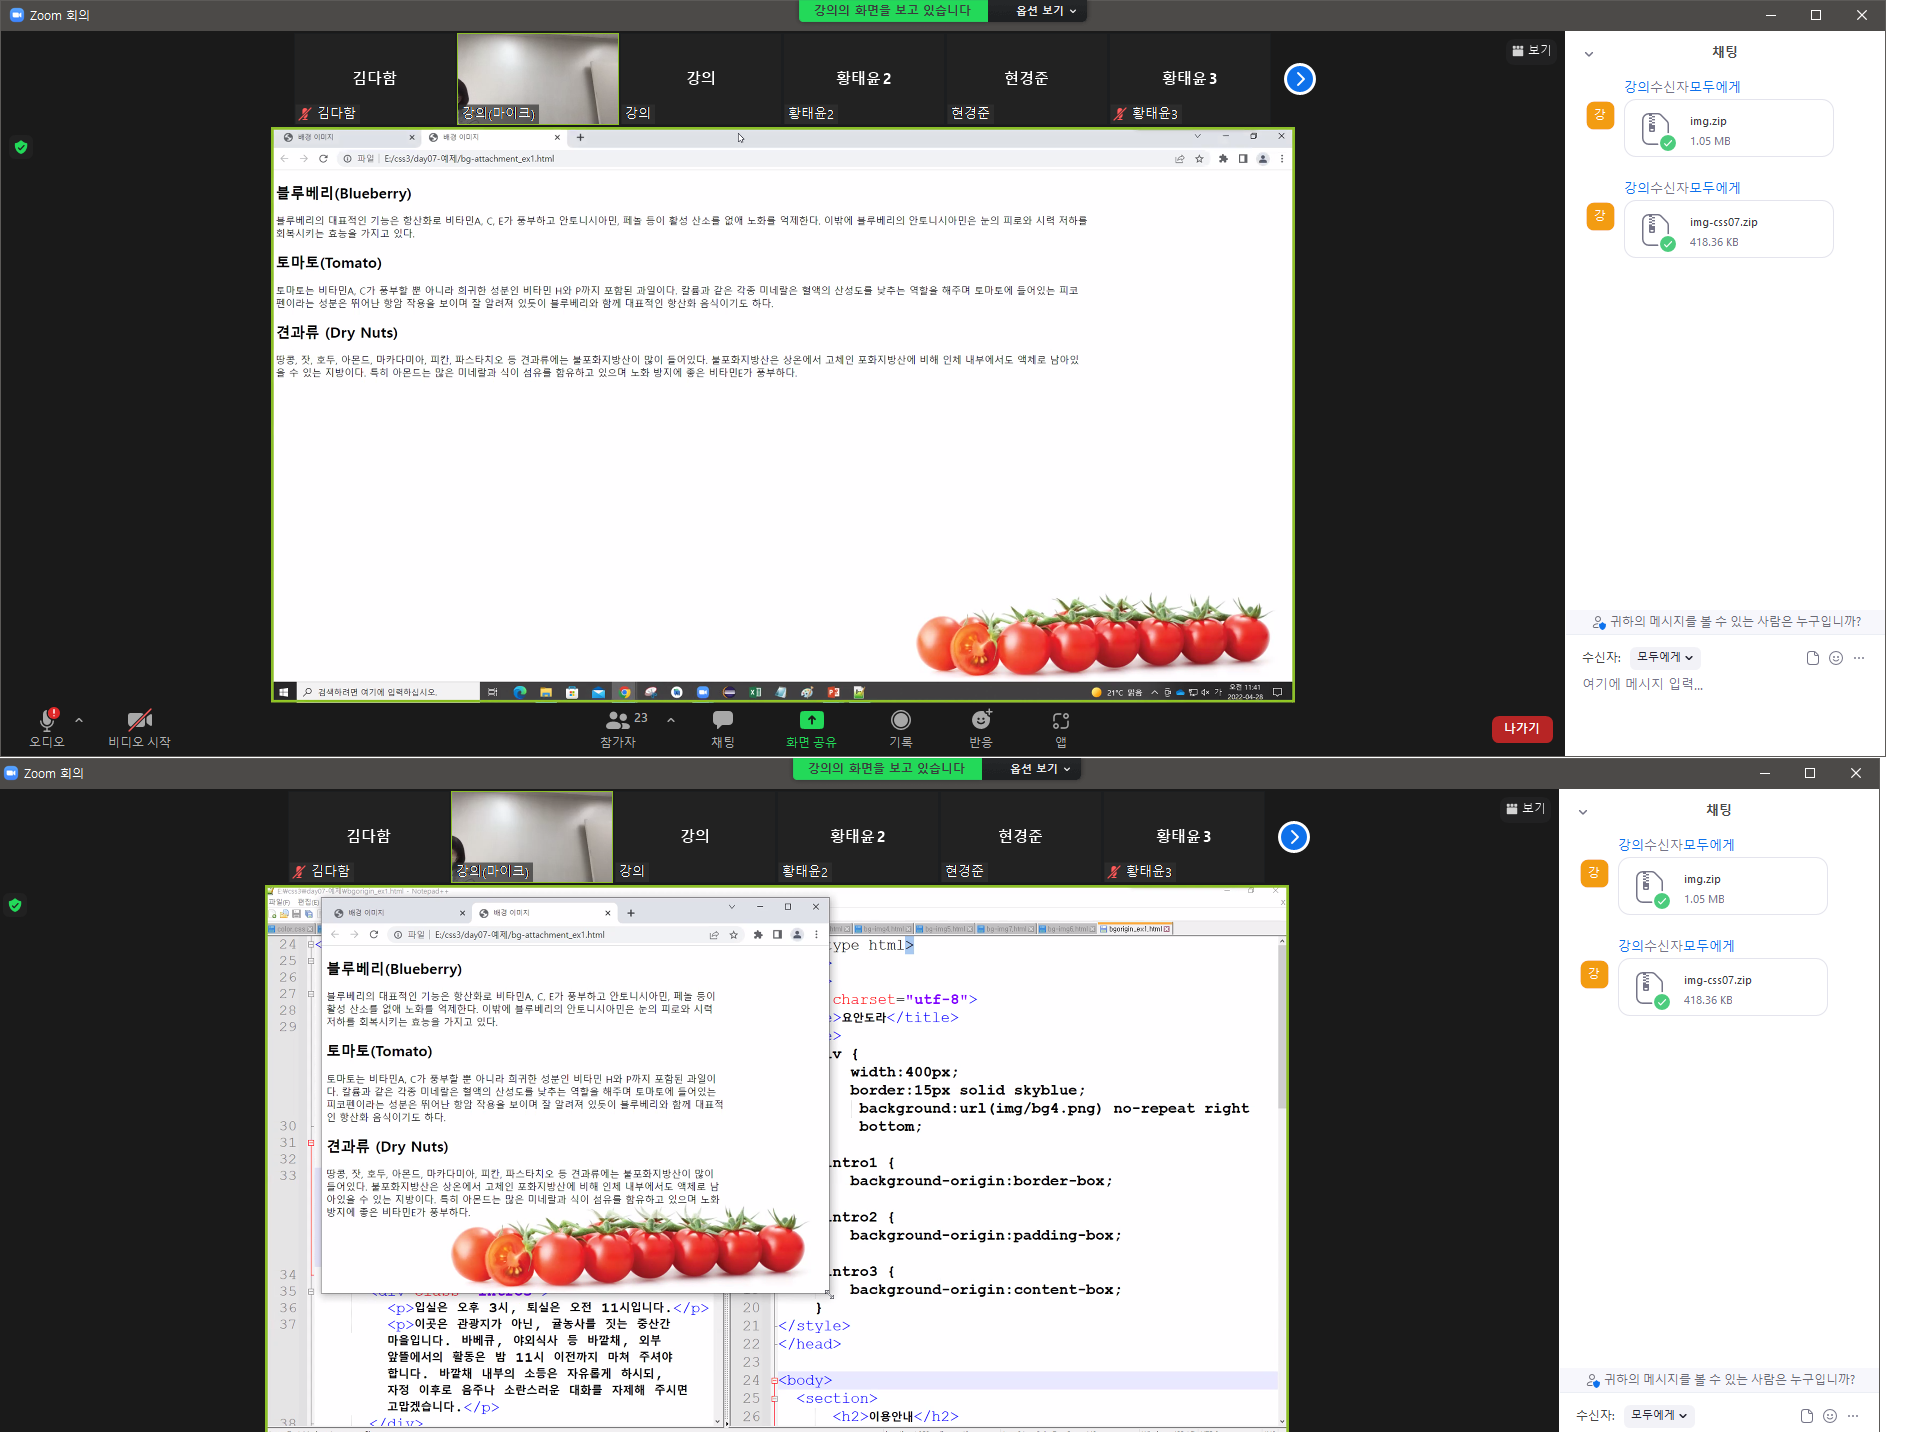 Zoom 회의
강의의 화면을 보고 있습니다
옵션 보기
보기
김다함
강의
황태윤2
현경준
황태윤3
김다함
강의(마이크)
강의
황태윤2
현경준
황태윤3
배경 이미지
배경 이미지
파일
E:/css3/day07-예제/bg-attachment_ex1.html
블루베리(Blueberry)
블루베리의 대표적인 기능은 항산화로 비타민A, C, E가 풍부하고 안토니시아민, 페놀 등이 활성 산소를 없애 노화를 억제한다. 이밖에 블루베리의 안토니시아민은 눈의 피로와 시력 저하를
회복시키는 효능을 가지고 있다.
토마토(Tomato)
토마토는 비타민A, C가 풍부할 뿐 아니라 희귀한 성분인 비타민 H와 P까지 포함된 과일이다. 칼륨과 같은 각종 미네랄은 혈액의 산성도를 낮추는 역할을 해주며 토마토에 들어있는 피코
펜이라는 성분은 뛰어난 항암 작용을 보이며 잘 알려져 있듯이 블루베리와 함께 대표적인 항산화 음식이기도 하다.
견과류 (Dry Nuts)
땅콩, 잣, 호두, 아몬드, 마카다미아, 피칸, 파스타치오 등 견과류에는 불포화지방산이 많이 들어있다. 불포화지방산은 상온에서 고체인 포화지방산에 비해 인체 내부에서도 액체로 남아있
을 수 있는 지방이다. 특히 아몬드는 많은 미네랄과 식이 섬유를 함유하고 있으며 노화 방지에 좋은 비타민E가 풍부하다.
검색하려면 여기에 입력하십시오.
21°C 맑음
가
오전 11:41
2022-04-28
오디오
비디오 시작
23
참가자
채팅
화면 공유
기록
반응
앱
나가기
채팅
강의수신자모두에게
강
img.zip
1.05 MB
강의수신자모두에게
강
img-css07.zip
418.36 KB
귀하의 메시지를 볼 수 있는 사람은 누구입니까?
수신자: 모두에게
여기에 메시지 입력...
Zoom 회의
강의의 화면을 보고 있습니다
옵션 보기
보기
김다함
강의
황태윤2
현경준
황태윤3
김다함
강의(마이크)
강의
황태윤2
현경준
황태윤3
E:\css3\day07-예제\bgorigin_ex1.html - Notepad++
파일(F) 편집(E)
color.css
bg-img4.html
bg-img5.html
bg-img7.html
bg-img6.html
bgorigin_ex1.html
배경 이미지
배경 이미지
파일
E:/css3/day07-예제/bg-attachment_ex1.html
블루베리(Blueberry)
블루베리의 대표적인 기능은 항산화로 비타민A, C, E가 풍부하고 안토니시아민, 페놀 등이
활성 산소를 없애 노화를 억제한다. 이밖에 블루베리의 안토니시아민은 눈의 피로와 시력
저하를 회복시키는 효능을 가지고 있다.
토마토(Tomato)
토마토는 비타민A, C가 풍부할 뿐 아니라 희귀한 성분인 비타민 H와 P까지 포함된 과일이
다. 칼륨과 같은 각종 미네랄은 혈액의 산성도를 낮추는 역할을 해주며 토마토에 들어있는
피코펜이라는 성분은 뛰어난 항암 작용을 보이며 잘 알려져 있듯이 블루베리와 함께 대표적
인 항산화 음식이기도 하다.
견과류 (Dry Nuts)
땅콩, 잣, 호두, 아몬드, 마카다미아, 피칸, 파스타치오 등 견과류에는 불포화지방산이 많이
들어있다. 불포화지방산은 상온에서 고체인 포화지방산에 비해 인체 내부에서도 액체로 남
아있을 수 있는 지방이다. 특히 아몬드는 많은 미네랄과 식이 섬유를 함유하고 있으며 노화
방지에 좋은 비타민E가 풍부하다.
24 <
25
26
27
28
29
30
31
32
33
34
35
36 <p>입실은 오후 3시, 퇴실은 오전 11시입니다.</p>
37 <p>이곳은 관광지가 아닌, 귤농사를 짓는 중산간
마을입니다. 바베큐, 야외식사 등 바깥채, 외부
앞뜰에서의 활동은 밤 11시 이전까지 마쳐 주셔야
합니다. 바깥채 내부의 소등은 자유롭게 하시되,
자정 이후로 음주나 소란스러운 대화를 자제해 주시면
고맙겠습니다.</p>
38 </div>
ype html>
>
>
charset="utf-8">
e>요안도라</title>
e>
iv {
width:400px;
border:15px solid skyblue;
background:url(img/bg4.png) no-repeat right
bottom;
intro1 {
background-origin:border-box;
intro2 {
background-origin:padding-box;
intro3 {
background-origin:content-box;
20 }
21 </style>
22 </head>
23
24 <body>
25 <section>
26 <h2>이용안내</h2>
채팅
강의수신자모두에게
강
img.zip
1.05 MB
강의수신자모두에게
강
img-css07.zip
418.36 KB
귀하의 메시지를 볼 수 있는 사람은 누구입니까?
수신자: 모두에게